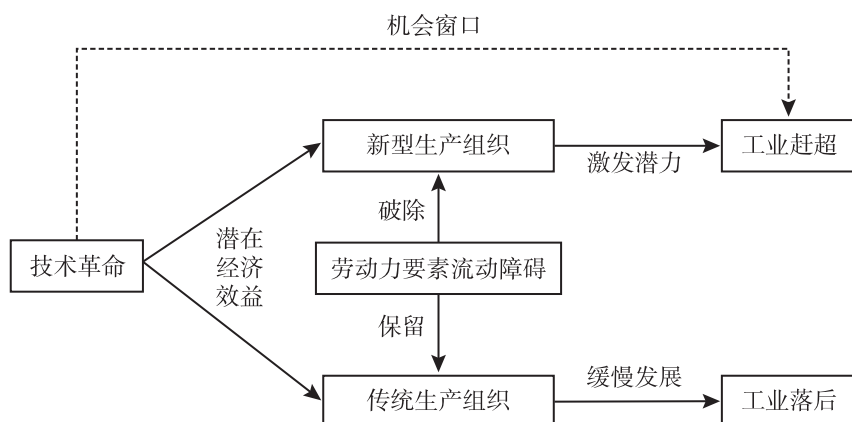 机会窗口
新型生产组织
激发潜力
工业赶超
破除
技术革命
潜在
经济
效益
劳动力要素流动障碍
保留
传统生产组织
缓慢发展
工业落后